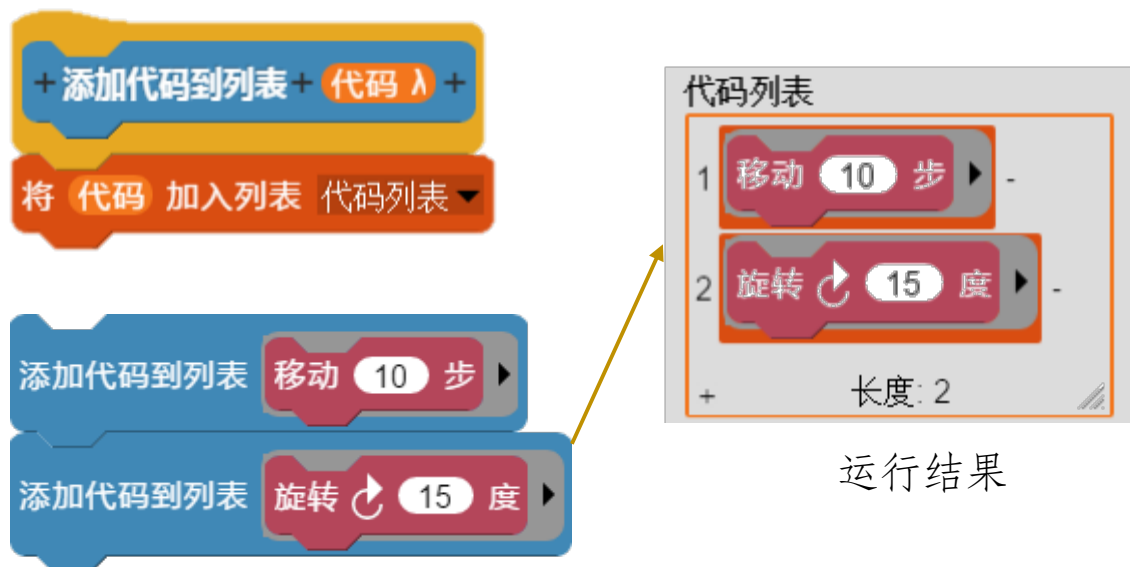 + 添加代码到列表 + 代码 λ +
将 代码 加入列表 代码列表
添加代码到列表 移动 10 步
添加代码到列表 旋转 15 度
代码列表
1 移动 10 步 -
2 旋转 15 度 -
+ 长度: 2
运行结果